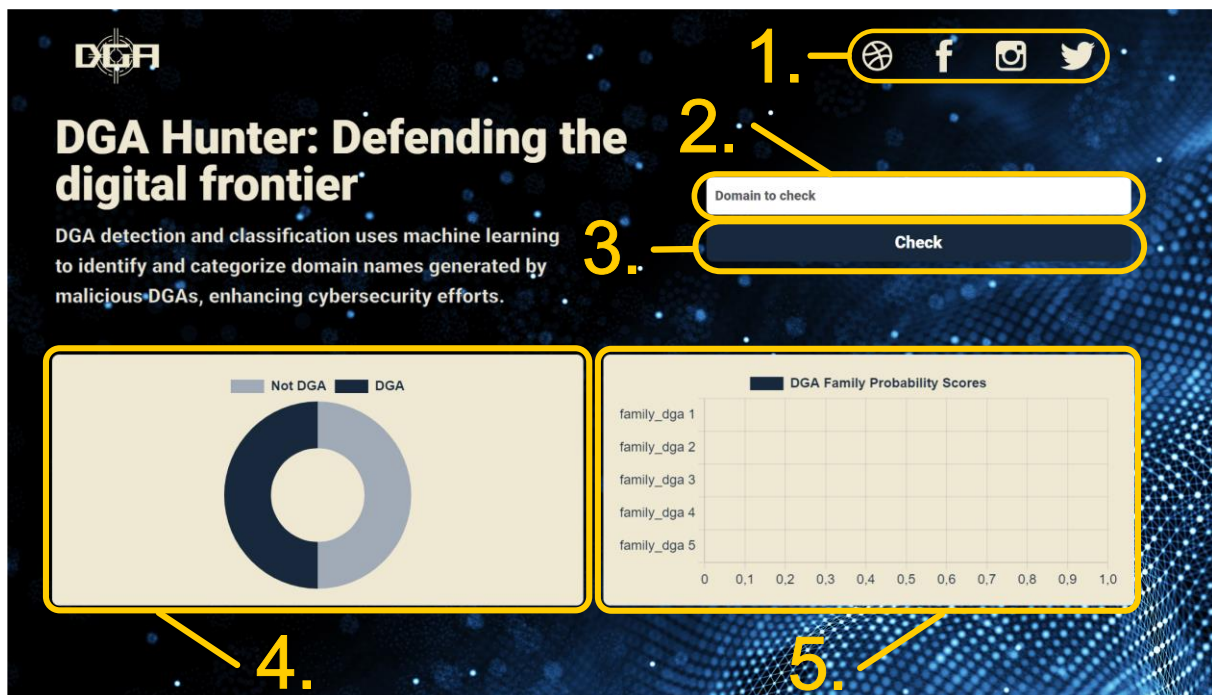 DGA
1.
DGA Hunter: Defending the
digital frontier
DGA detection and classification uses machine learning
to identify and categorize domain names generated by
malicious DGAs, enhancing cybersecurity efforts.
2.
Domain to check
3.
Check
Not DGA DGA
4.
DGA Family Probability Scores
family_dga 1
family_dga 2
family_dga 3
family_dga 4
family_dga 5
0 0,1 0,2 0,3 0,4 0,5 0,6 0,7 0,8 0,9 1,0
5.